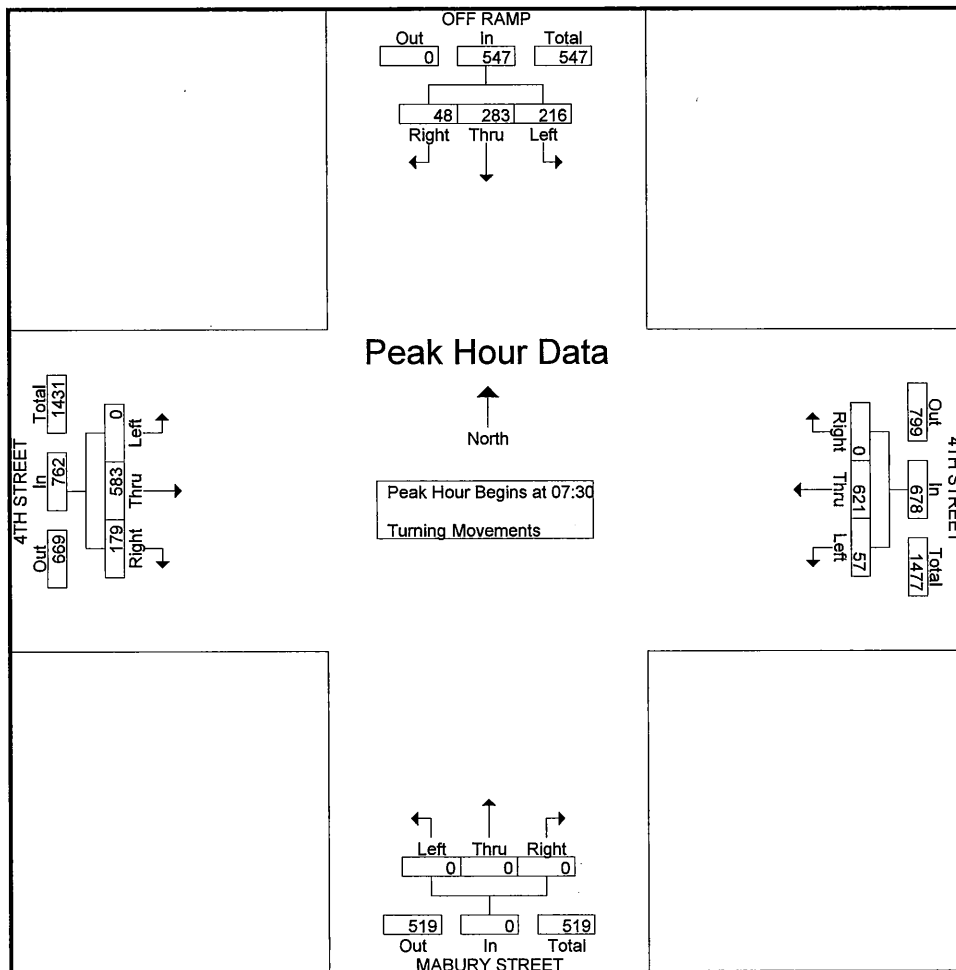 OFF RAMP
Out In Total
0 547 547
48 283 216
Right Thru Left
Peak Hour Data
North
Peak Hour Begins at 07:30
Turning Movements
4TH STREET
Total In Out
1431 762 669
0 583 179
Left Thru Right
Right Thru Left
0 621 57
799 678 1477
Out In Total
4TH STREET
Left Thru Right
0 0 0
519 0 519
Out In Total
MABURY STREET